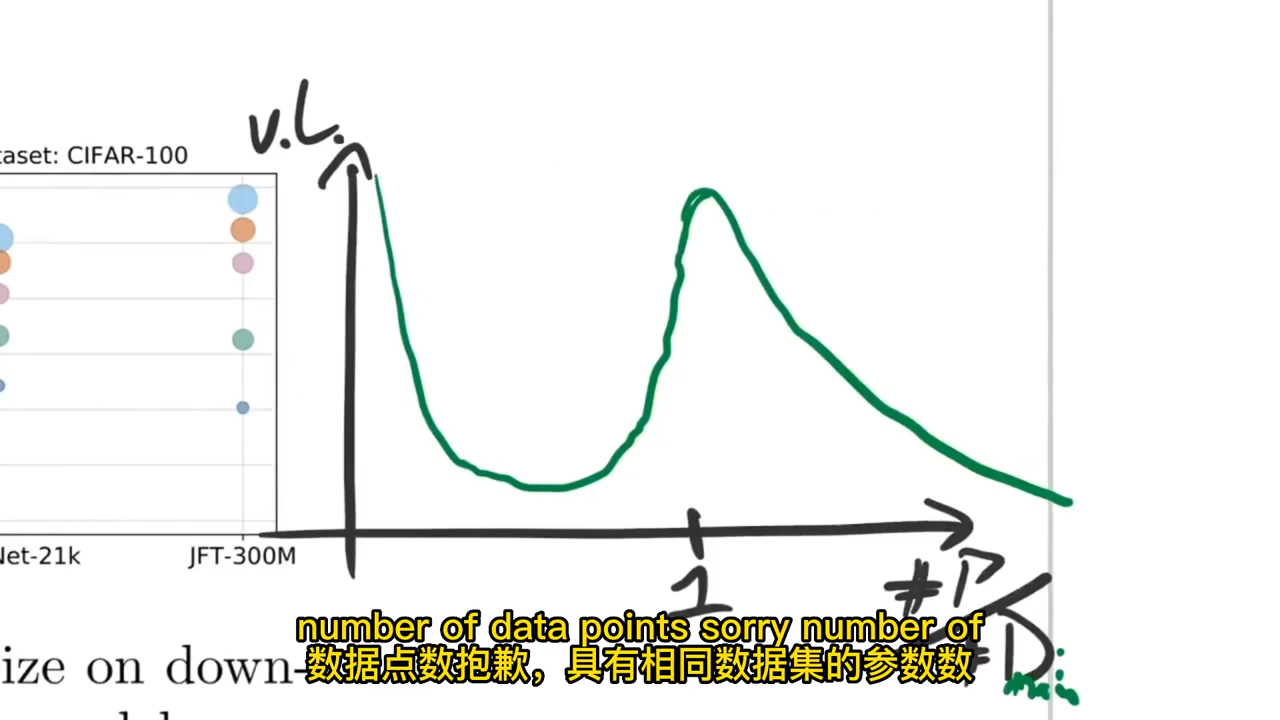 v.L.
taset: CIFAR-100
Net-21k
JFT-300M
1
#P/
#D
number of data points sorry number of
数据点数抱歉，具有相同数据集的参数数
ize on down-